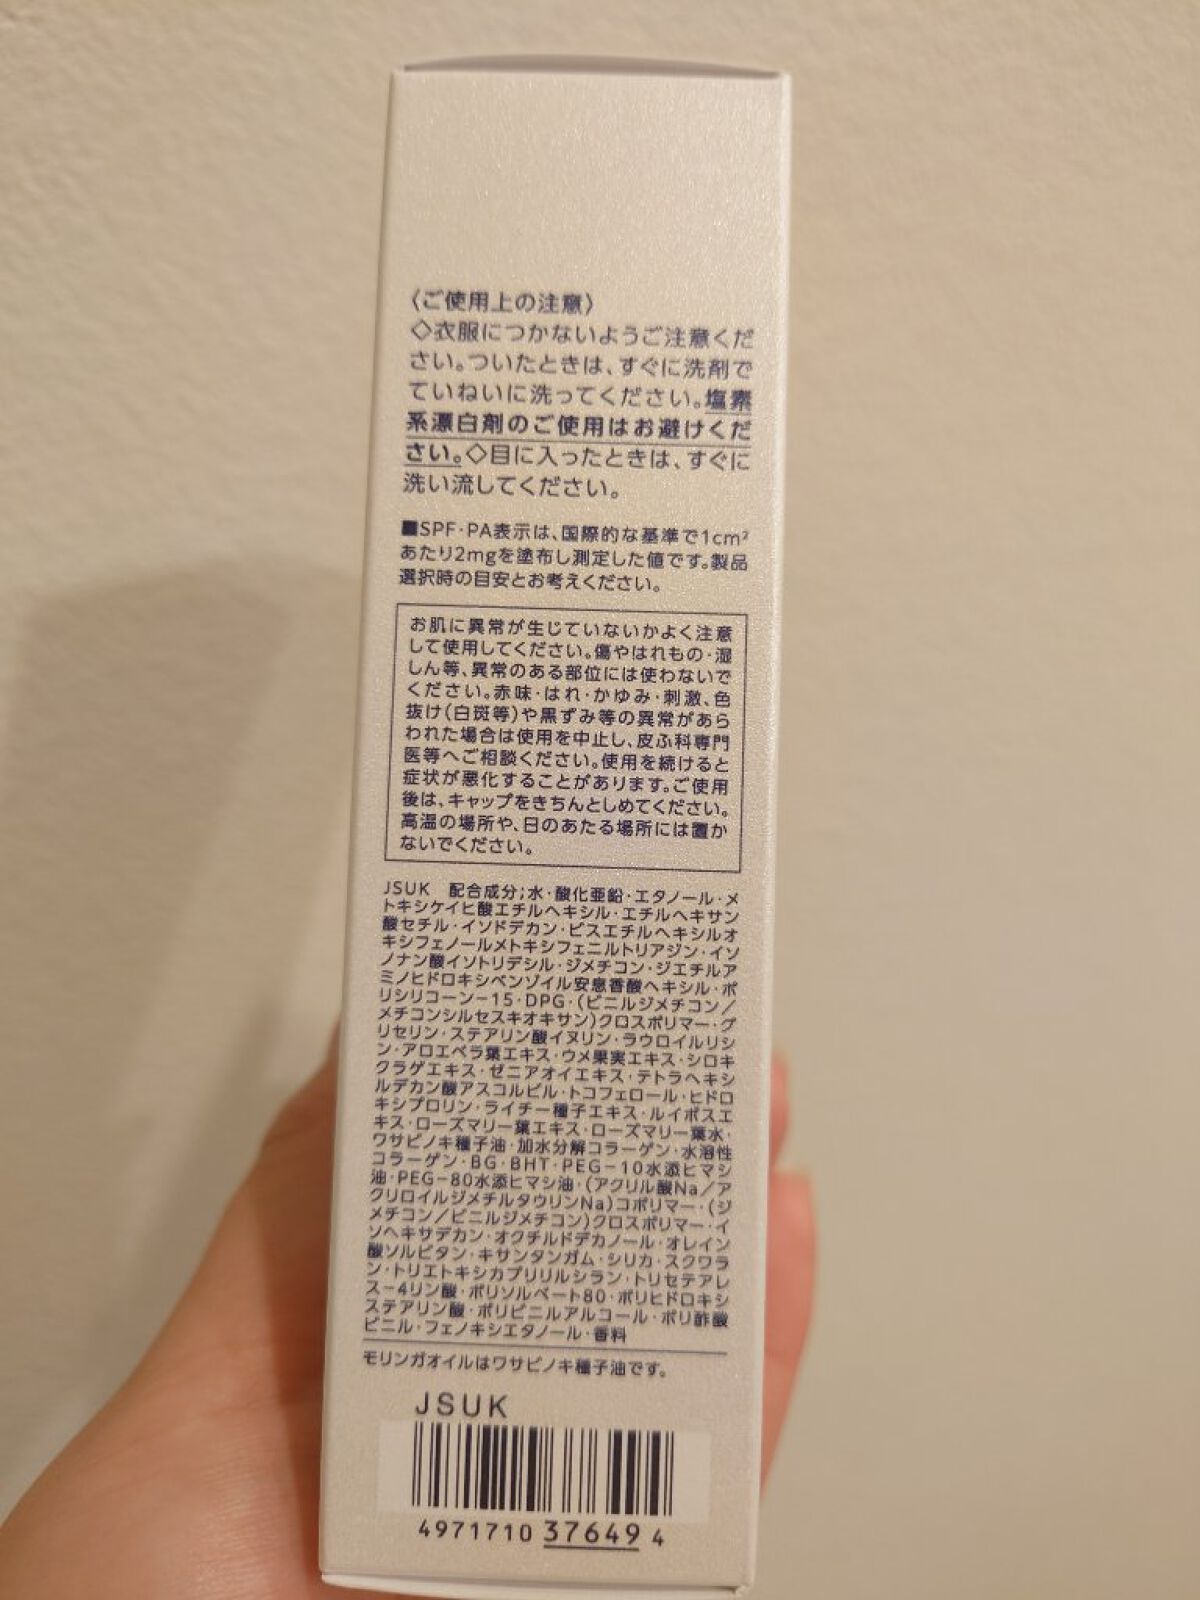 〈ご使用上の注意〉
◇衣服につかないようご注意くだ
さい。ついたときは、すぐに洗剤で
ていねいに洗ってください。塩素
系漂白剤のご使用はお避けくだ
さい。◇目に入ったときは、すぐに
洗い流してください。
■SPF・PA表示は、国際的な基準で1cm²
あたり2mgを塗布し測定した値です。製品
選択時の目安とお考えください。
お肌に異常が生じていないかよく注意
して使用してください。傷やはれもの・湿
しん等、異常のある部位には使わないで
ください。赤味・はれ・かゆみ・刺激、色
抜け(白斑等)や黒ずみ等の異常があら
われた場合は使用を中止し、皮ふ科専門
医等へご相談ください。使用を続けると
症状が悪化することがあります。ご使用
後は、キャップをきちんとしめてください。
高温の場所や、日のあたる場所には置か
ないでください。
JSUK 配合成分;水・酸化亜鉛・エタノール・メ
トキシケイヒ酸エチルヘキシル・エチルヘキサン
酸セチル・イソドデカン・ビスエチルヘキシルオ
キシフェノールメトキシフェニルトリアジン・イソ
ノナン酸イソトリデシル・ジメチコン・ジエチルア
ミノヒドロキシベンゾイル安息香酸ヘキシル・ポ
リシリコーン-15・DPG・(ビニルジメチコン/
メチコンシルセスキオキサン)クロスポリマー・グ
リセリン・ステアリン酸イヌリン・ラウロイルリシ
ン・アロエベラ葉エキス・ウメ果実エキス・シロキ
クラゲエキス・ゼニアオイエキス・テトラヘキシ
ルデカン酸アスコルビル・トコフェロール・ヒドロ
キシプロリン・ライチー種子エキス・ルイボスエ
キス・ローズマリー葉エキス・ローズマリー葉水・
ワサビノキ種子油・加水分解コラーゲン・水溶性
コラーゲン・BG・BHT・PEG-10水添ヒマシ
油・PEG-80水添ヒマシ油・(アクリル酸Na/ア
クリロイルジメチルタウリンNa)コポリマー・(ジ
メチコン/ビニルジメチコン)クロスポリマー・イ
ソヘキサデカン・オクチルドデカノール・オレイン
酸ソルビタン・キサンタンガム・シリカ・スクワラ
ン・トリエトキシカプリリルシラン・トリセテアレ
ス-4リン酸・ポリソルベート80・ポリヒドロキシ
ステアリン酸・ポリビニルアルコール・ポリ酢酸
ビニル・フェノキシエタノール・香料
モリンガオイルはワサビノキ種子油です。
JSUK
4971710 37649 4